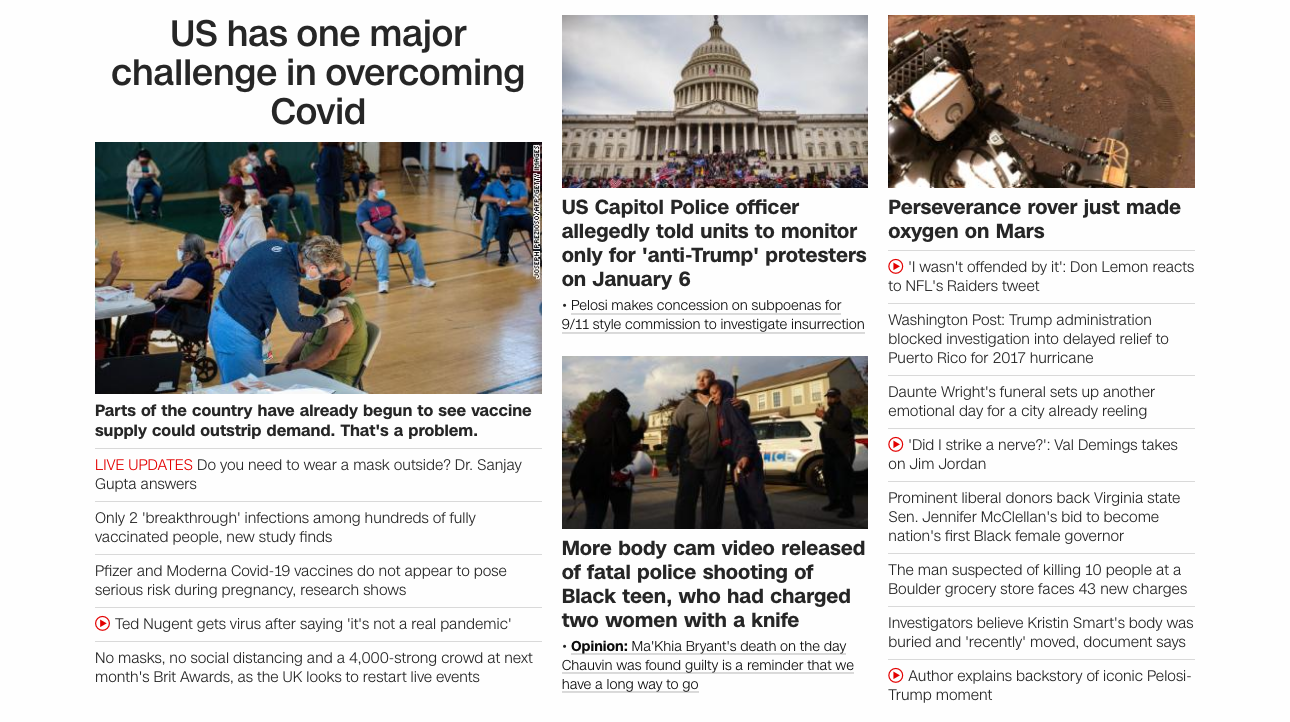 US has one major
challenge in overcoming
Covid
JOSEPH PREZIOSO/AFP/GETTY IMAGES
Parts of the country have already begun to see vaccine
supply could outstrip demand. That's a problem.
LIVE UPDATES Do you need to wear a mask outside? Dr. Sanjay
Gupta answers
Only 2 'breakthrough' infections among hundreds of fully
vaccinated people, new study finds
Pfizer and Moderna Covid-19 vaccines do not appear to pose
serious risk during pregnancy, research shows
Ted Nugent gets virus after saying 'it's not a real pandemic'
No masks, no social distancing and a 4,000-strong crowd at next
month's Brit Awards, as the UK looks to restart live events
US Capitol Police officer
allegedly told units to monitor
only for 'anti-Trump' protesters
on January 6
• Pelosi makes concession on subpoenas for
9/11 style commission to investigate insurrection
LICE
More body cam video released
of fatal police shooting of
Black teen, who had charged
two women with a knife
• Opinion: Ma'Khia Bryant's death on the day
Chauvin was found guilty is a reminder that we
have a long way to go
Perseverance rover just made
oxygen on Mars
'I wasn't offended by it': Don Lemon reacts
to NFL's Raiders tweet
Washington Post: Trump administration
blocked investigation into delayed relief to
Puerto Rico for 2017 hurricane
Daunte Wright's funeral sets up another
emotional day for a city already reeling
'Did I strike a nerve?': Val Demings takes
on Jim Jordan
Prominent liberal donors back Virginia state
Sen. Jennifer McClellan's bid to become
nation's first Black female governor
The man suspected of killing 10 people at a
Boulder grocery store faces 43 new charges
Investigators believe Kristin Smart's body was
buried and 'recently' moved, document says
Author explains backstory of iconic Pelosi-
Trump moment